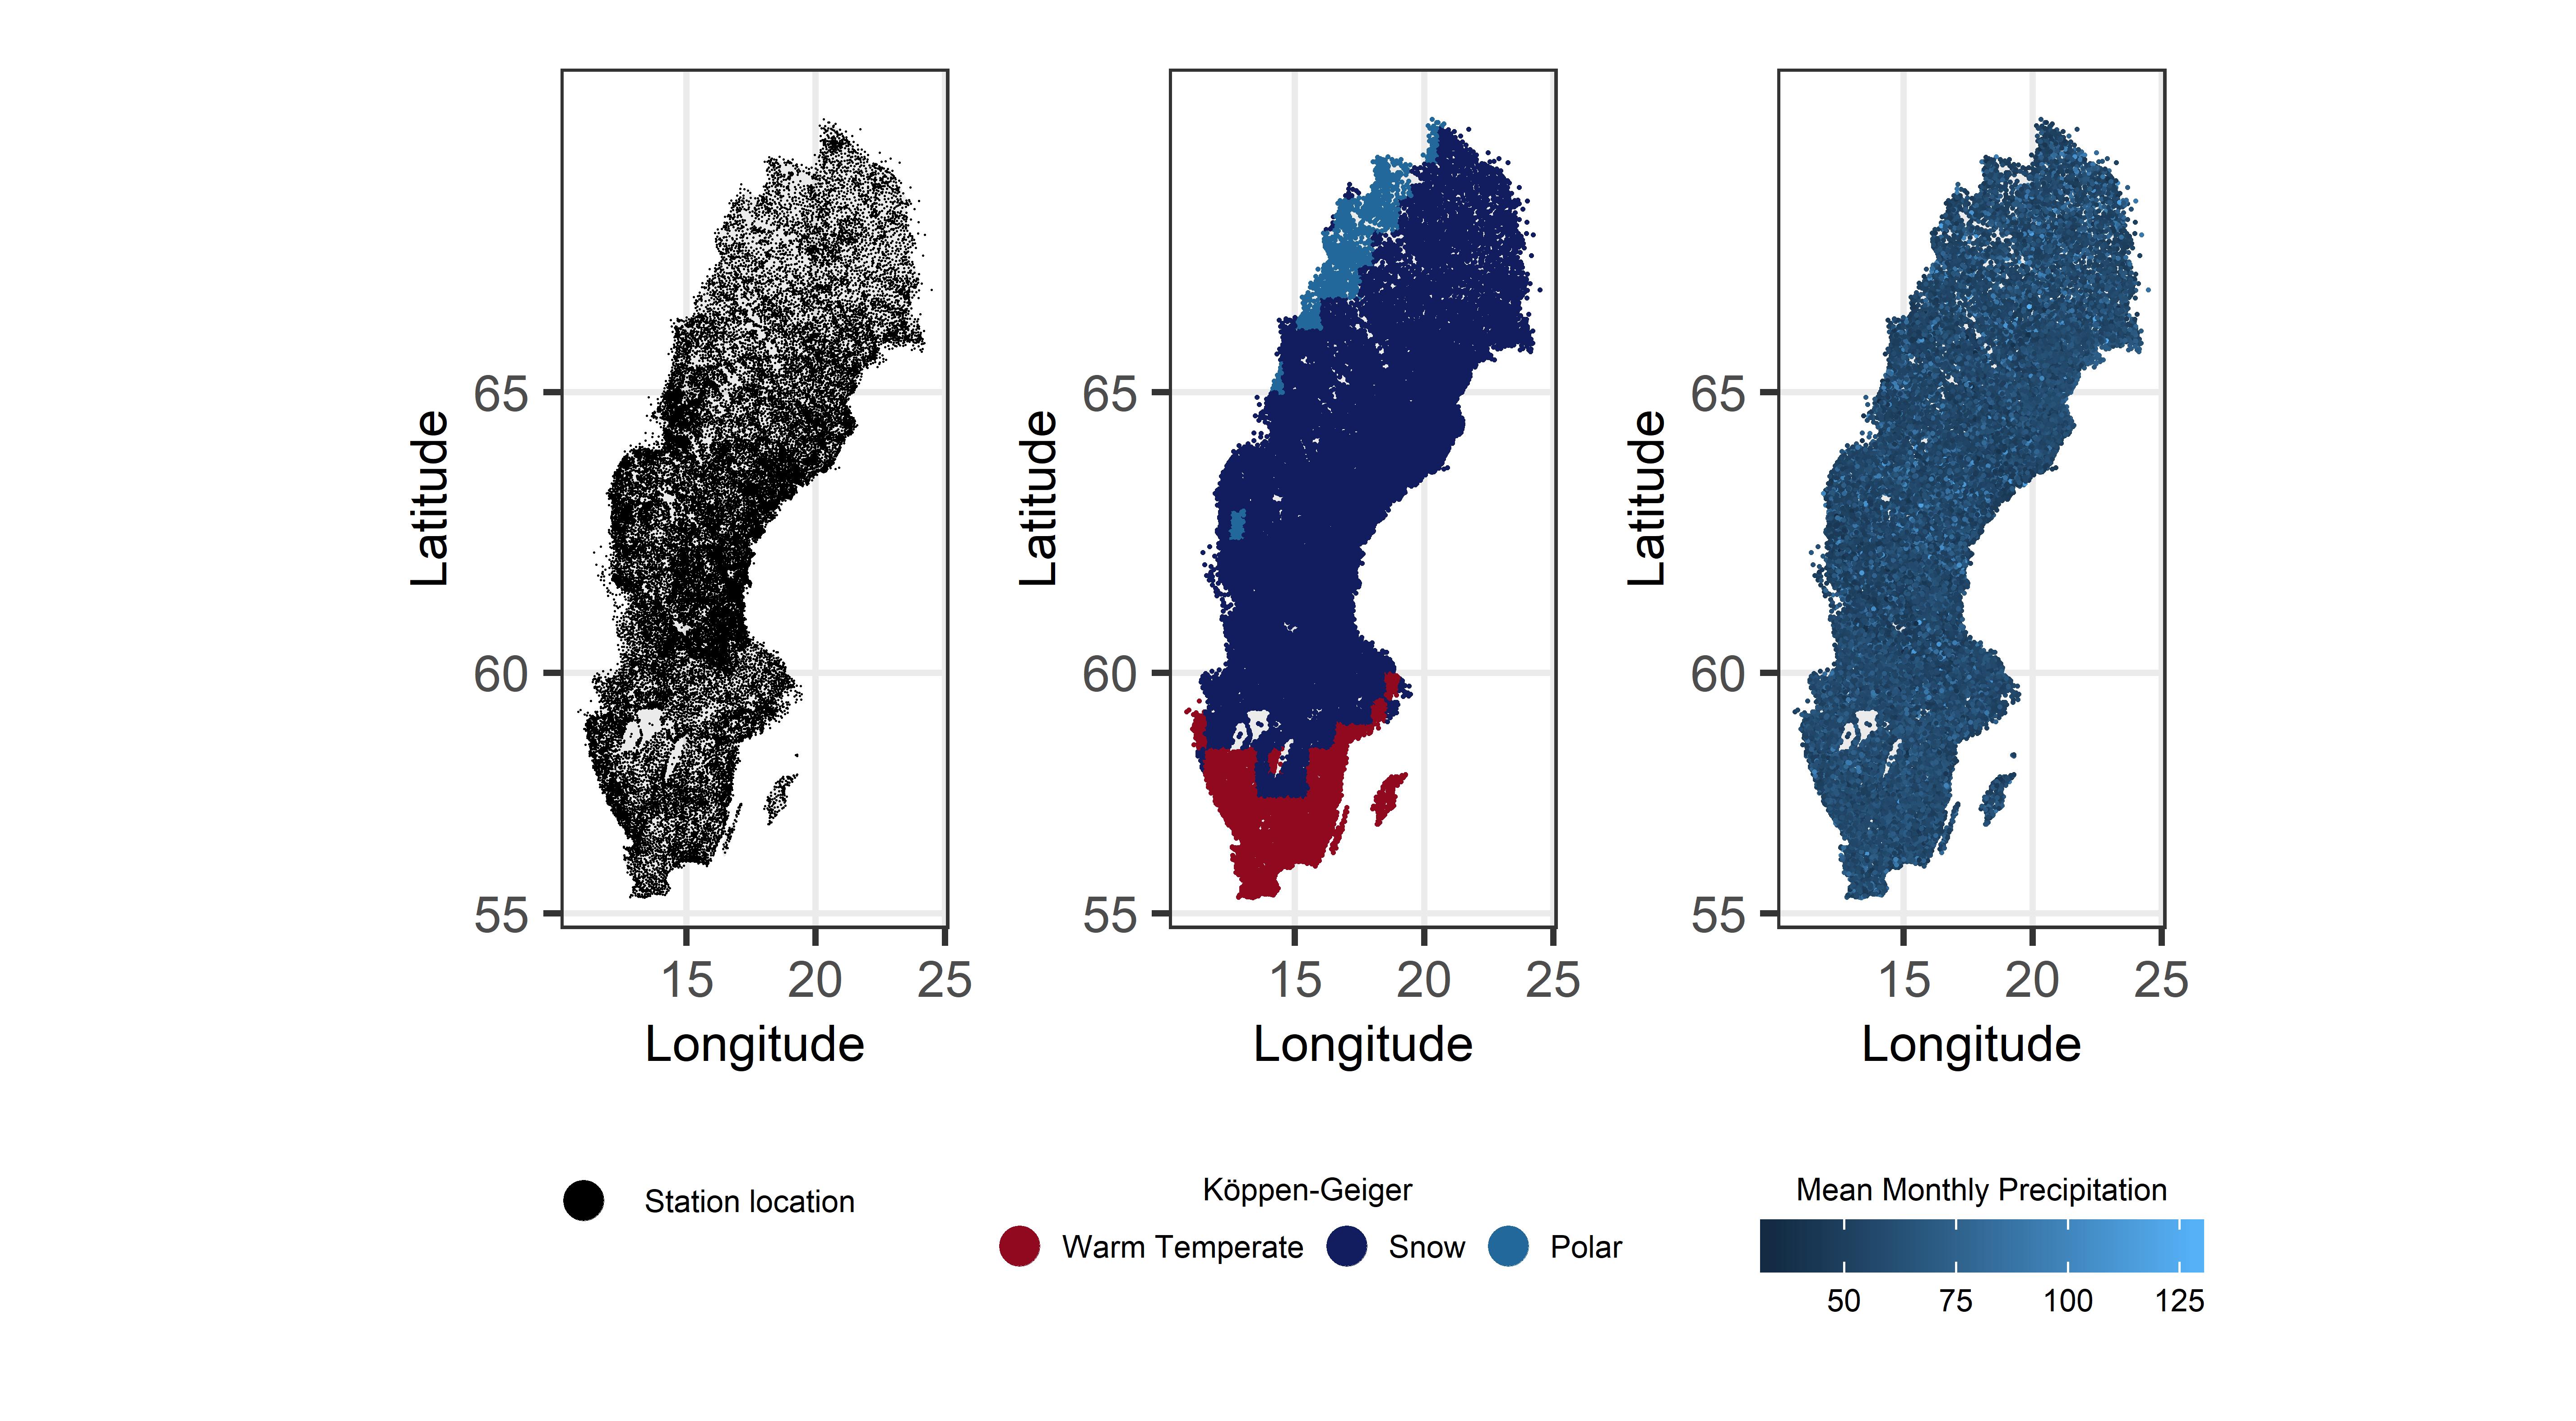 Latitude
65
60
55
15 20 25
Longitude
Latitude
65
60
55
15 20 25
Longitude
Latitude
65
60
55
15 20 25
Longitude
Station location
Köppen-Geiger
Warm Temperate Snow Polar
Mean Monthly Precipitation
50 75 100 125